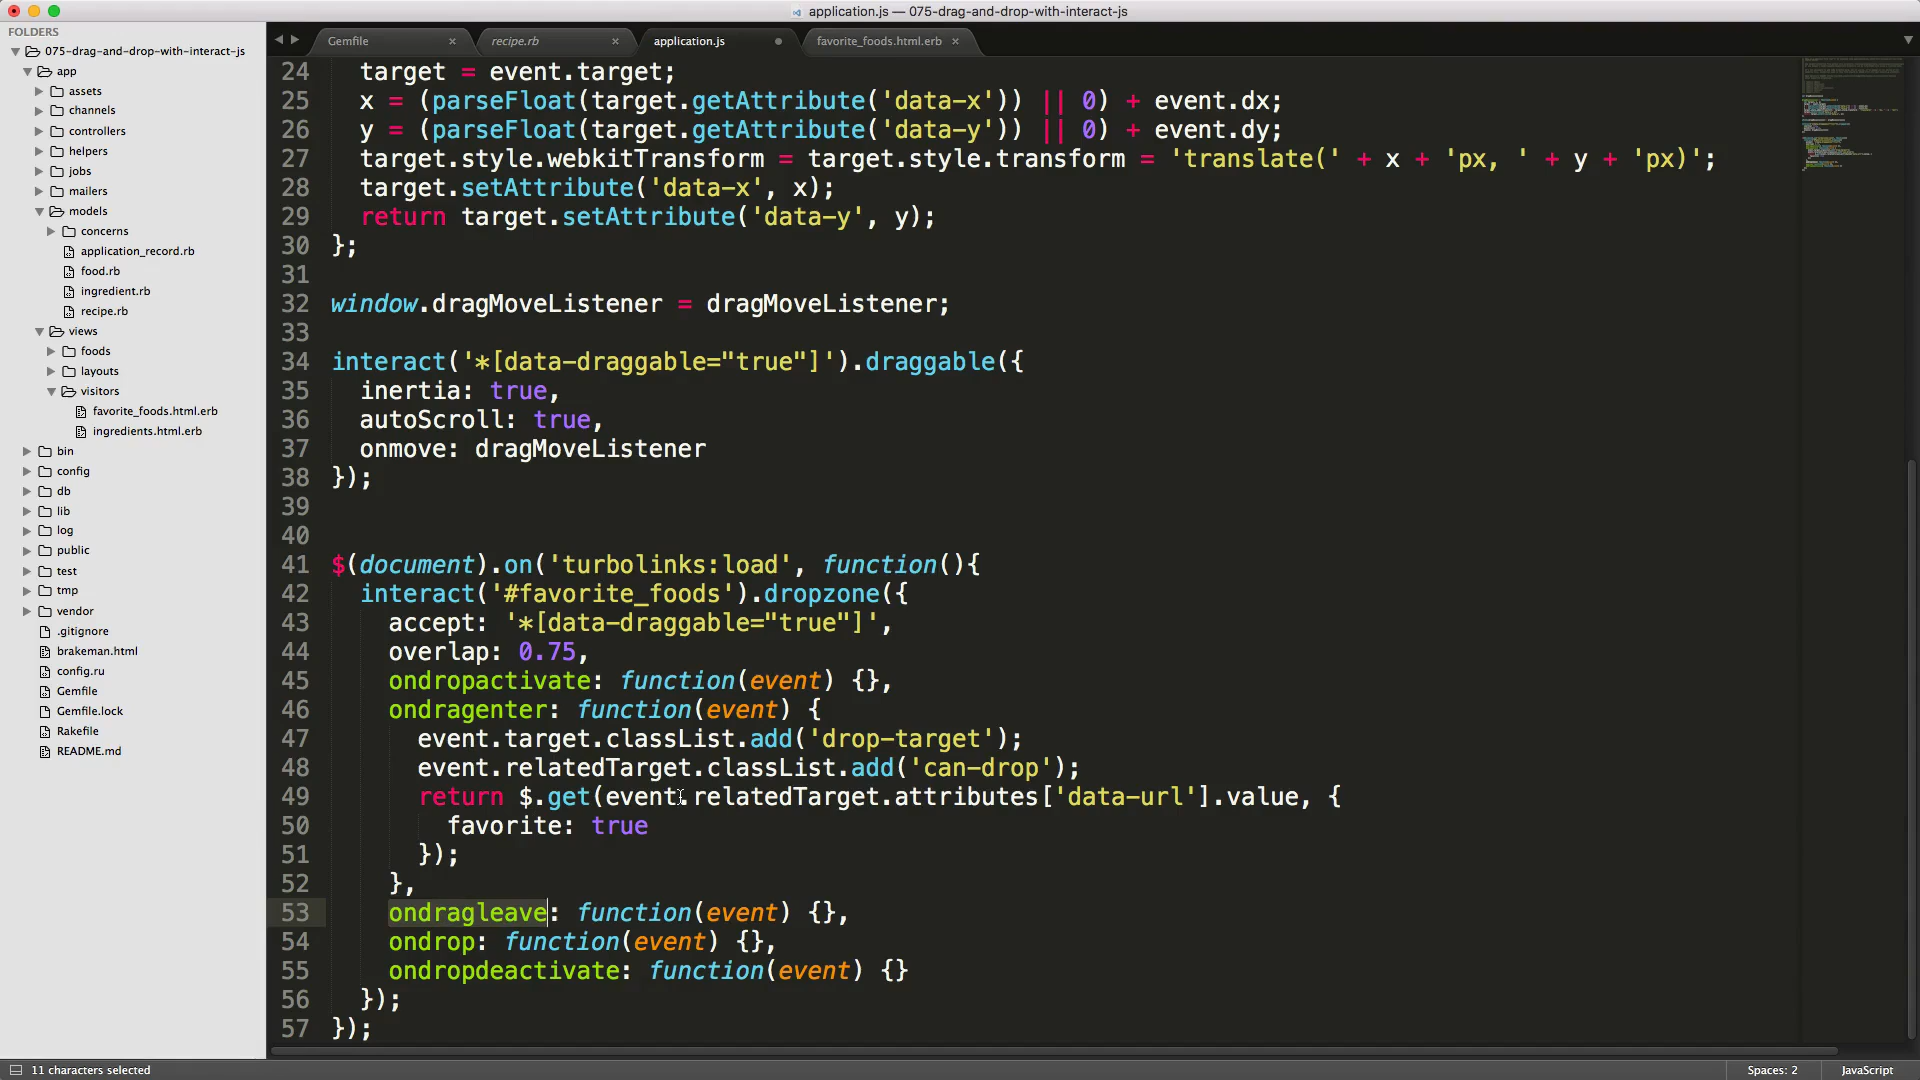 application.js — 075-drag-and-drop-with-interact-js
FOLDERS
075-drag-and-drop-with-interact-js
app
assets
channels
controllers
helpers
jobs
mailers
models
concerns
application_record.rb
food.rb
ingredient.rb
recipe.rb
views
foods
layouts
visitors
favorite_foods.html.erb
ingredients.html.erb
bin
config
db
lib
log
public
test
tmp
vendor
.gitignore
brakeman.html
config.ru
Gemfile
Gemfile.lock
Rakefile
README.md
Gemfile
recipe.rb
application.js
favorite_foods.html.erb
24 target = event.target;
25 x = (parseFloat(target.getAttribute('data-x')) || 0) + event.dx;
26 y = (parseFloat(target.getAttribute('data-y')) || 0) + event.dy;
27 target.style.webkitTransform = target.style.transform = 'translate(' + x + 'px, ' + y + 'px)';
28 target.setAttribute('data-x', x);
29 return target.setAttribute('data-y', y);
30 };
31
32 window.dragMoveListener = dragMoveListener;
33
34 interact('*[data-draggable="true"]').draggable({
35 inertia: true,
36 autoScroll: true,
37 onmove: dragMoveListener
38 });
39
40
41 $(document).on('turbolinks:load', function(){
42 interact('#favorite_foods').dropzone({
43 accept: '*[data-draggable="true"]',
44 overlap: 0.75,
45 ondropactivate: function(event) {},
46 ondragenter: function(event) {
47 event.target.classList.add('drop-target');
48 event.relatedTarget.classList.add('can-drop');
49 return $.get(event.relatedTarget.attributes['data-url'].value, {
50 favorite: true
51 });
52 },
53 ondragleave: function(event) {},
54 ondrop: function(event) {},
55 ondropdeactivate: function(event) {}
56 });
57 });
11 characters selected
Spaces: 2
JavaScript